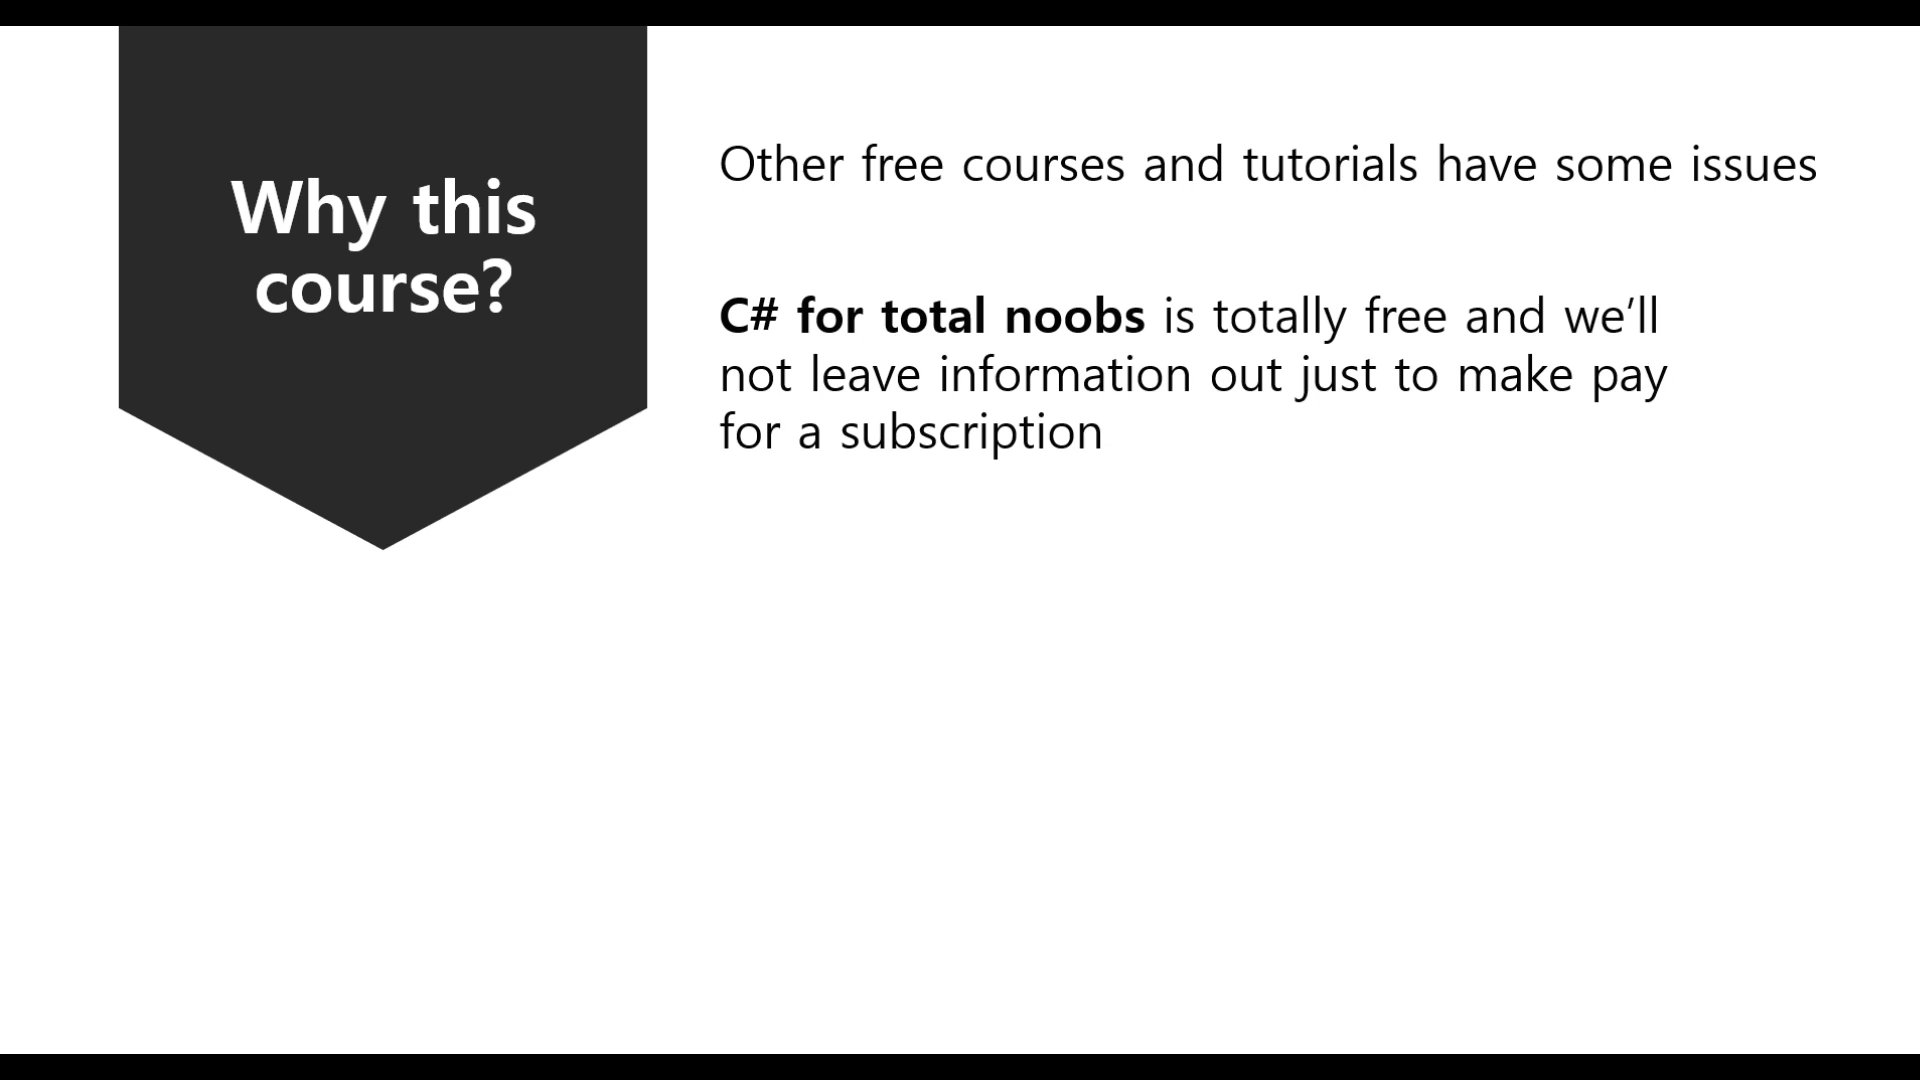 Why this
course?
Other free courses and tutorials have some issues
C# for total noobs is totally free and we’ll
not leave information out just to make pay
for a subscription